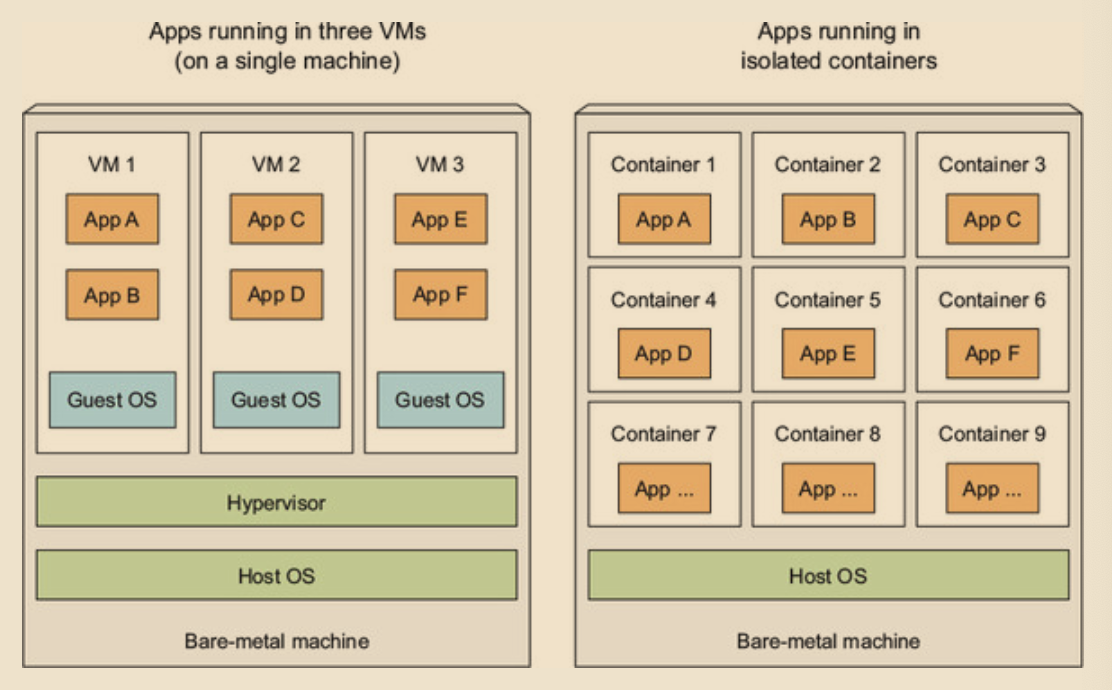 Apps running in three VMs
(on a single machine)
VM 1
VM 2
VM 3
App A
App C
App E
App B
App D
App F
Guest OS
Guest OS
Guest OS
Hypervisor
Host OS
Bare-metal machine
Apps running in
isolated containers
Container 1
Container 2
Container 3
App A
App B
App C
Container 4
Container 5
Container 6
App D
App E
App F
Container 7
Container 8
Container 9
App ...
App ...
App ...
Host OS
Bare-metal machine